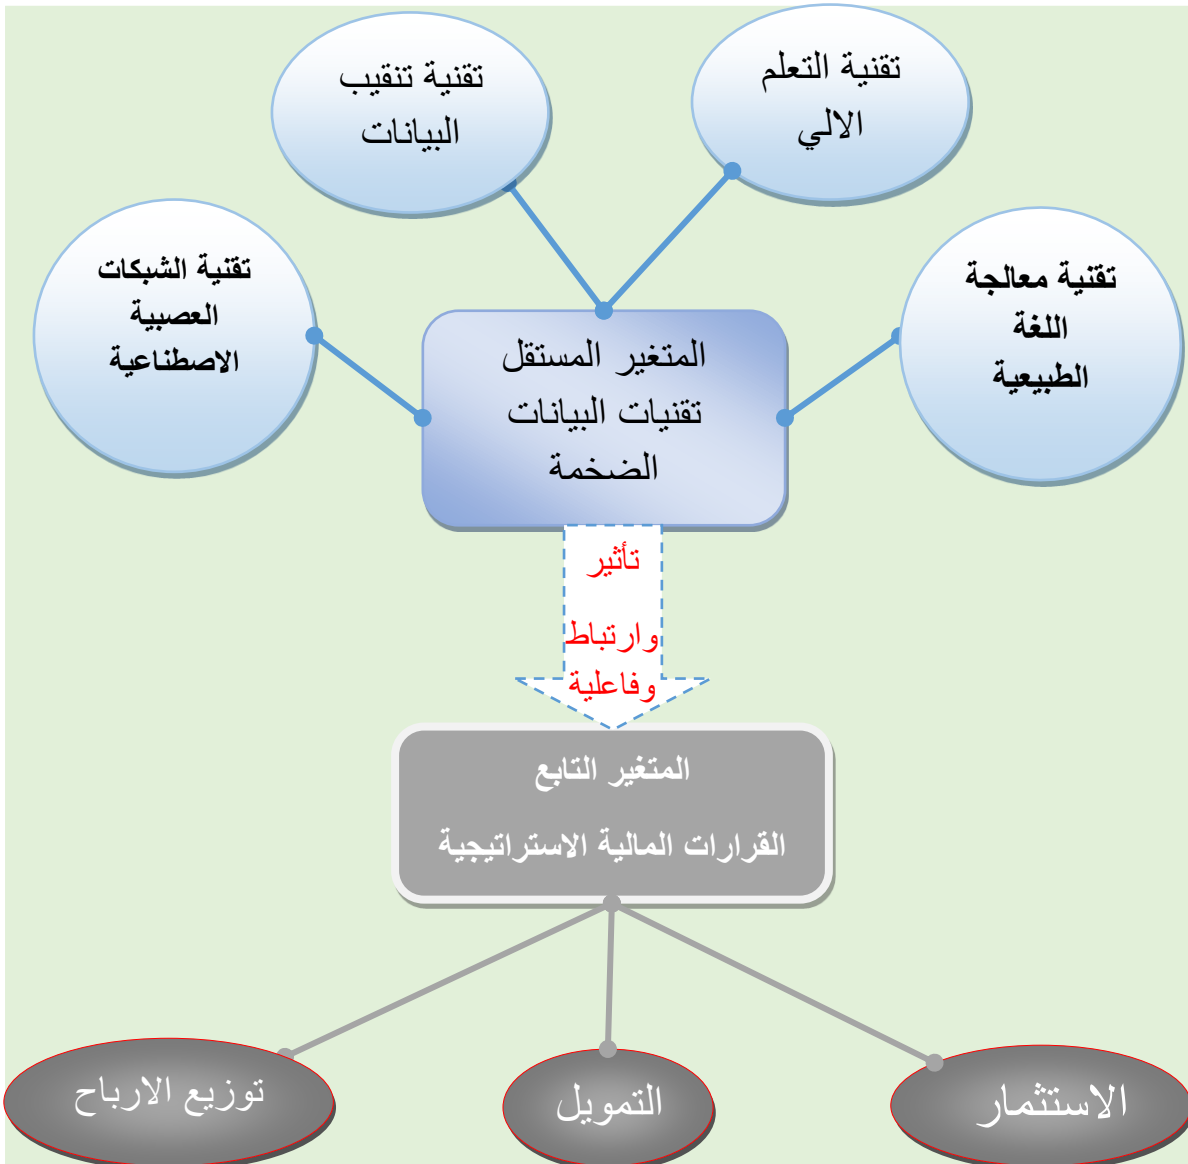 تقنية التعلم
الالي
تقنية تنقيب
البيانات
تقنية معالجة
اللغة
الطبيعية
تقنية الشبكات
العصبية
الاصطناعية
المتغير المستقل
تقنيات البيانات
الضخمة
تأثير
وارتباط
وفاعلية
المتغير التابع
القرارات المالية الاستراتيجية
الاستثمار
التمويل
توزيع الارباح